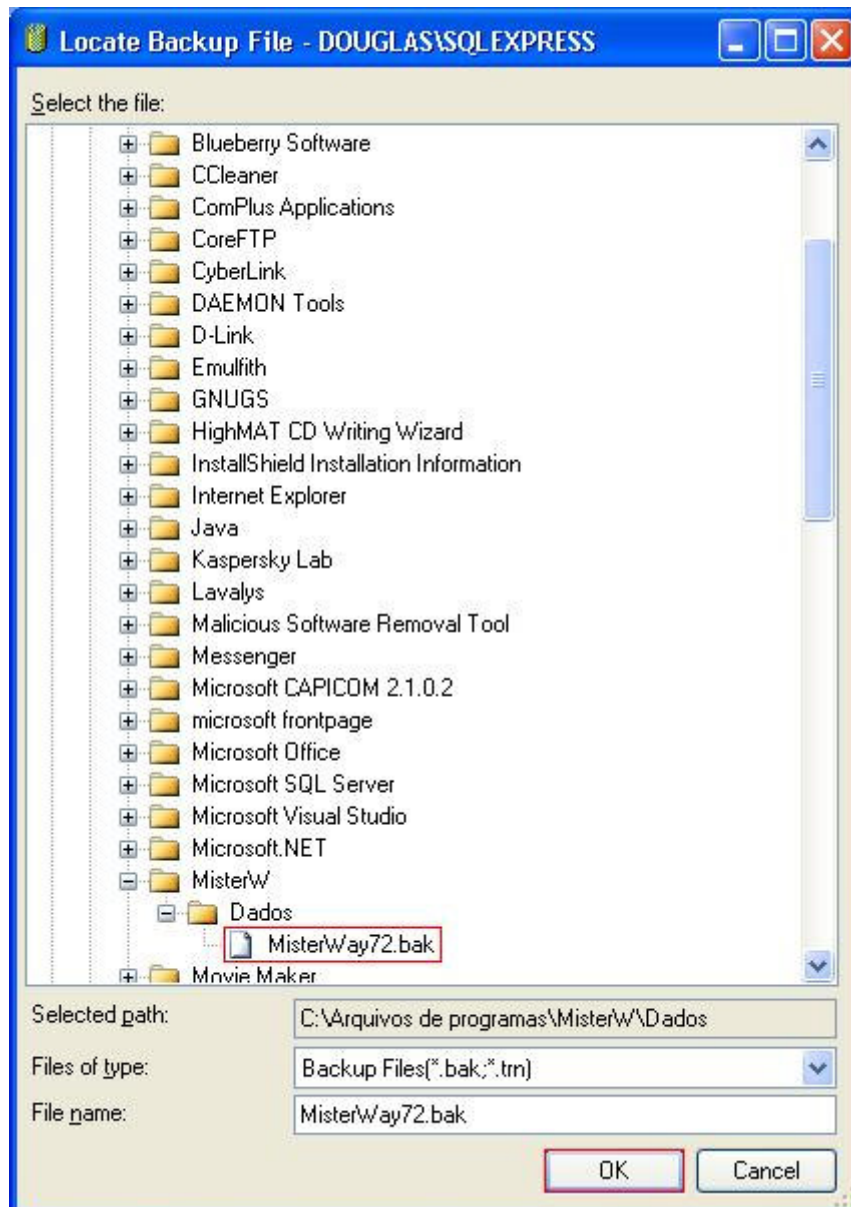 Locate Backup File - DOUGLAS\SQLEXPRESS
Select the file:
Blueberry Software
CCleaner
ComPlus Applications
CoreFTP
CyberLink
DAEMON Tools
D-Link
Emulfith
GNUGS
HighMAT CD Writing Wizard
InstallShield Installation Information
Internet Explorer
Java
Kaspersky Lab
Lavalys
Malicious Software Removal Tool
Messenger
Microsoft CAPICOM 2.1.0.2
microsoft frontpage
Microsoft Office
Microsoft SQL Server
Microsoft Visual Studio
Microsoft.NET
MisterW
Dados
MisterWay72.bak
Movie Maker
Selected path: C:\Arquivos de programas\MisterW\Dados
Files of type: Backup Files(*.bak;*.trn)
File name: MisterWay72.bak
OK Cancel